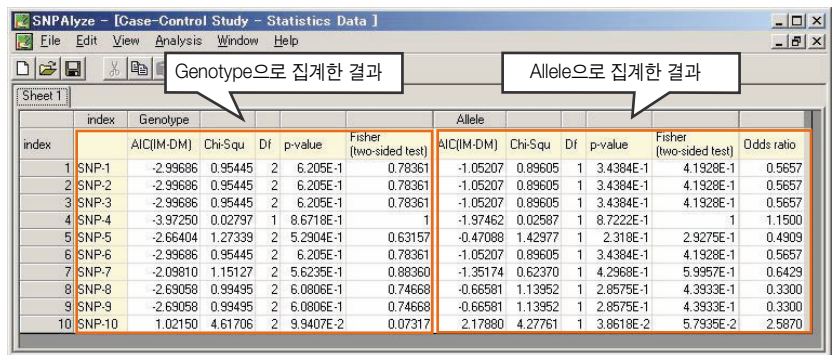 SNPAlyze - [Case-Control Study - Statistics Data ]
File Edit View Analysis Window Help
Genotype으로 집계한 결과 Allele으로 집계한 결과
Sheet 1
index Genotype Allele
index AIC(IM-DM) Chi-Squ Df p-value Fisher (two-sided test) AIC(IM-DM) Chi-Squ Df p-value Fisher (two-sided test) Odds ratio
1 SNP-1 -2.99686 0.95445 2 6.205E-1 0.78361 -1.05207 0.89605 1 3.4384E-1 4.1928E-1 0.5657
2 SNP-2 -2.99686 0.95445 2 6.205E-1 0.78361 -1.05207 0.89605 1 3.4384E-1 4.1928E-1 0.5657
3 SNP-3 -2.99686 0.95445 2 6.205E-1 0.78361 -1.05207 0.89605 1 3.4384E-1 4.1928E-1 0.5657
4 SNP-4 -3.97250 0.02797 1 8.6718E-1 1 -1.97462 0.02587 1 8.7222E-1 1 1.1500
5 SNP-5 -2.66404 1.27339 2 5.2904E-1 0.63157 -0.47088 1.42977 1 2.318E-1 2.9275E-1 0.4909
6 SNP-6 -2.99686 0.95445 2 6.205E-1 0.78361 -1.05207 0.89605 1 3.4384E-1 4.1928E-1 0.5657
7 SNP-7 -2.09810 1.15127 2 5.6235E-1 0.88360 -1.35174 0.62370 1 4.2968E-1 5.9957E-1 0.6429
8 SNP-8 -2.69058 0.99495 2 6.0806E-1 0.74668 -0.66581 1.13952 1 2.8575E-1 4.3933E-1 0.3300
9 SNP-9 -2.69058 0.99495 2 6.0806E-1 0.74668 -0.66581 1.13952 1 2.8575E-1 4.3933E-1 0.3300
10 SNP-10 1.02150 4.61706 2 9.9407E-2 0.07317 2.17880 4.27761 1 3.8618E-2 5.7935E-2 2.5870